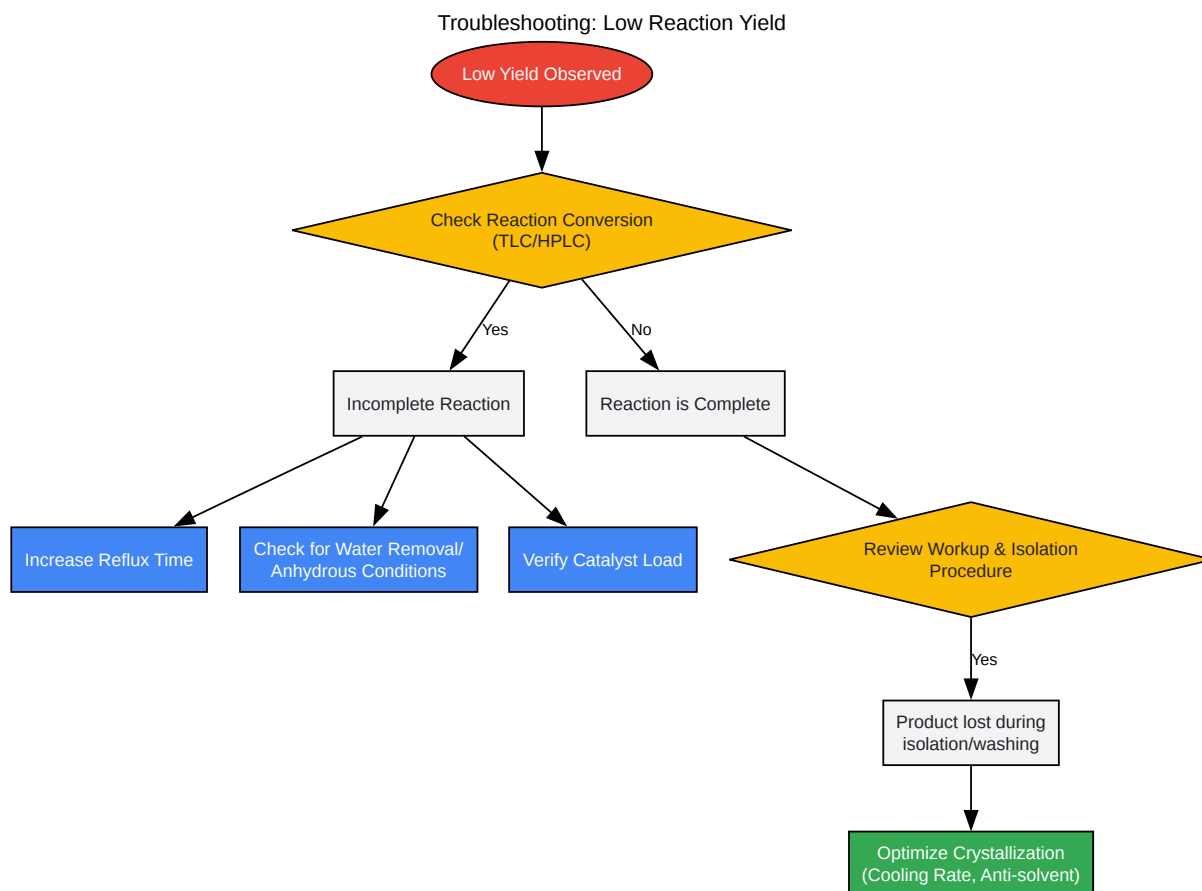 Troubleshooting: Low Reaction Yield
Low Yield Observed
Check Reaction Conversion
(TLC/HPLC)
Yes
No
Incomplete Reaction
Reaction is Complete
Increase Reflux Time
Check for Water Removal/
Anhydrous Conditions
Verify Catalyst Load
Review Workup & Isolation
Procedure
Yes
Product lost during
isolation/washing
Optimize Crystallization
(Cooling Rate, Anti-solvent)